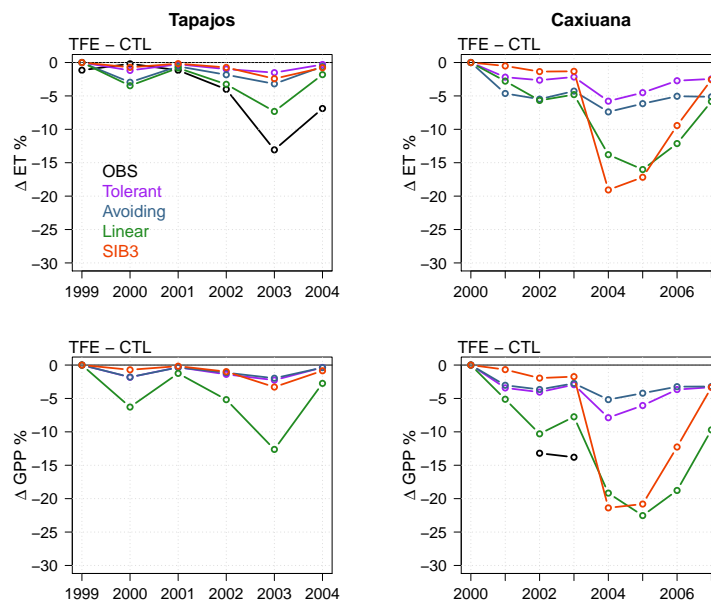 Tapajos
Caxiuana
TFE − CTL
Δ ET %
0
−5
−10
−15
−20
−25
−30
OBS
Tolerant
Avoiding
Linear
SIB3
1999 2000 2001 2002 2003 2004
TFE − CTL
Δ ET %
0
−5
−10
−15
−20
−25
−30
2000 2002 2004 2006
TFE − CTL
Δ GPP %
0
−5
−10
−15
−20
−25
−30
1999 2000 2001 2002 2003 2004
TFE − CTL
Δ GPP %
0
−5
−10
−15
−20
−25
−30
2000 2002 2004 2006